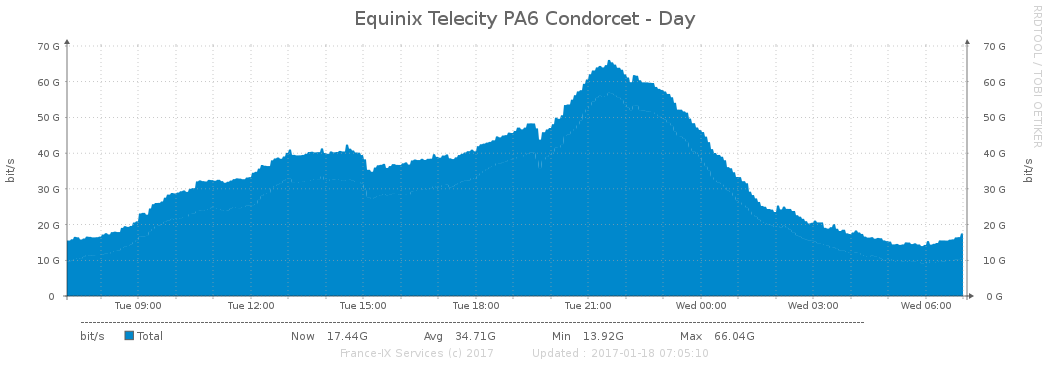 Equinix Telecity PA6 Condorcet - Day
RRDTOOL / TOBI OETIKER
bit/s
bit/s
70 G 70 G
60 G 60 G
50 G 50 G
40 G 40 G
30 G 30 G
20 G 20 G
10 G 10 G
0 0 G
Tue 09:00 Tue 12:00 Tue 15:00 Tue 18:00 Tue 21:00 Wed 00:00 Wed 03:00 Wed 06:00
bit/s Total Now 17.44G Avg 34.71G Min 13.92G Max 66.04G
France-IX Services (c) 2017 Updated : 2017-01-18 07:05:10